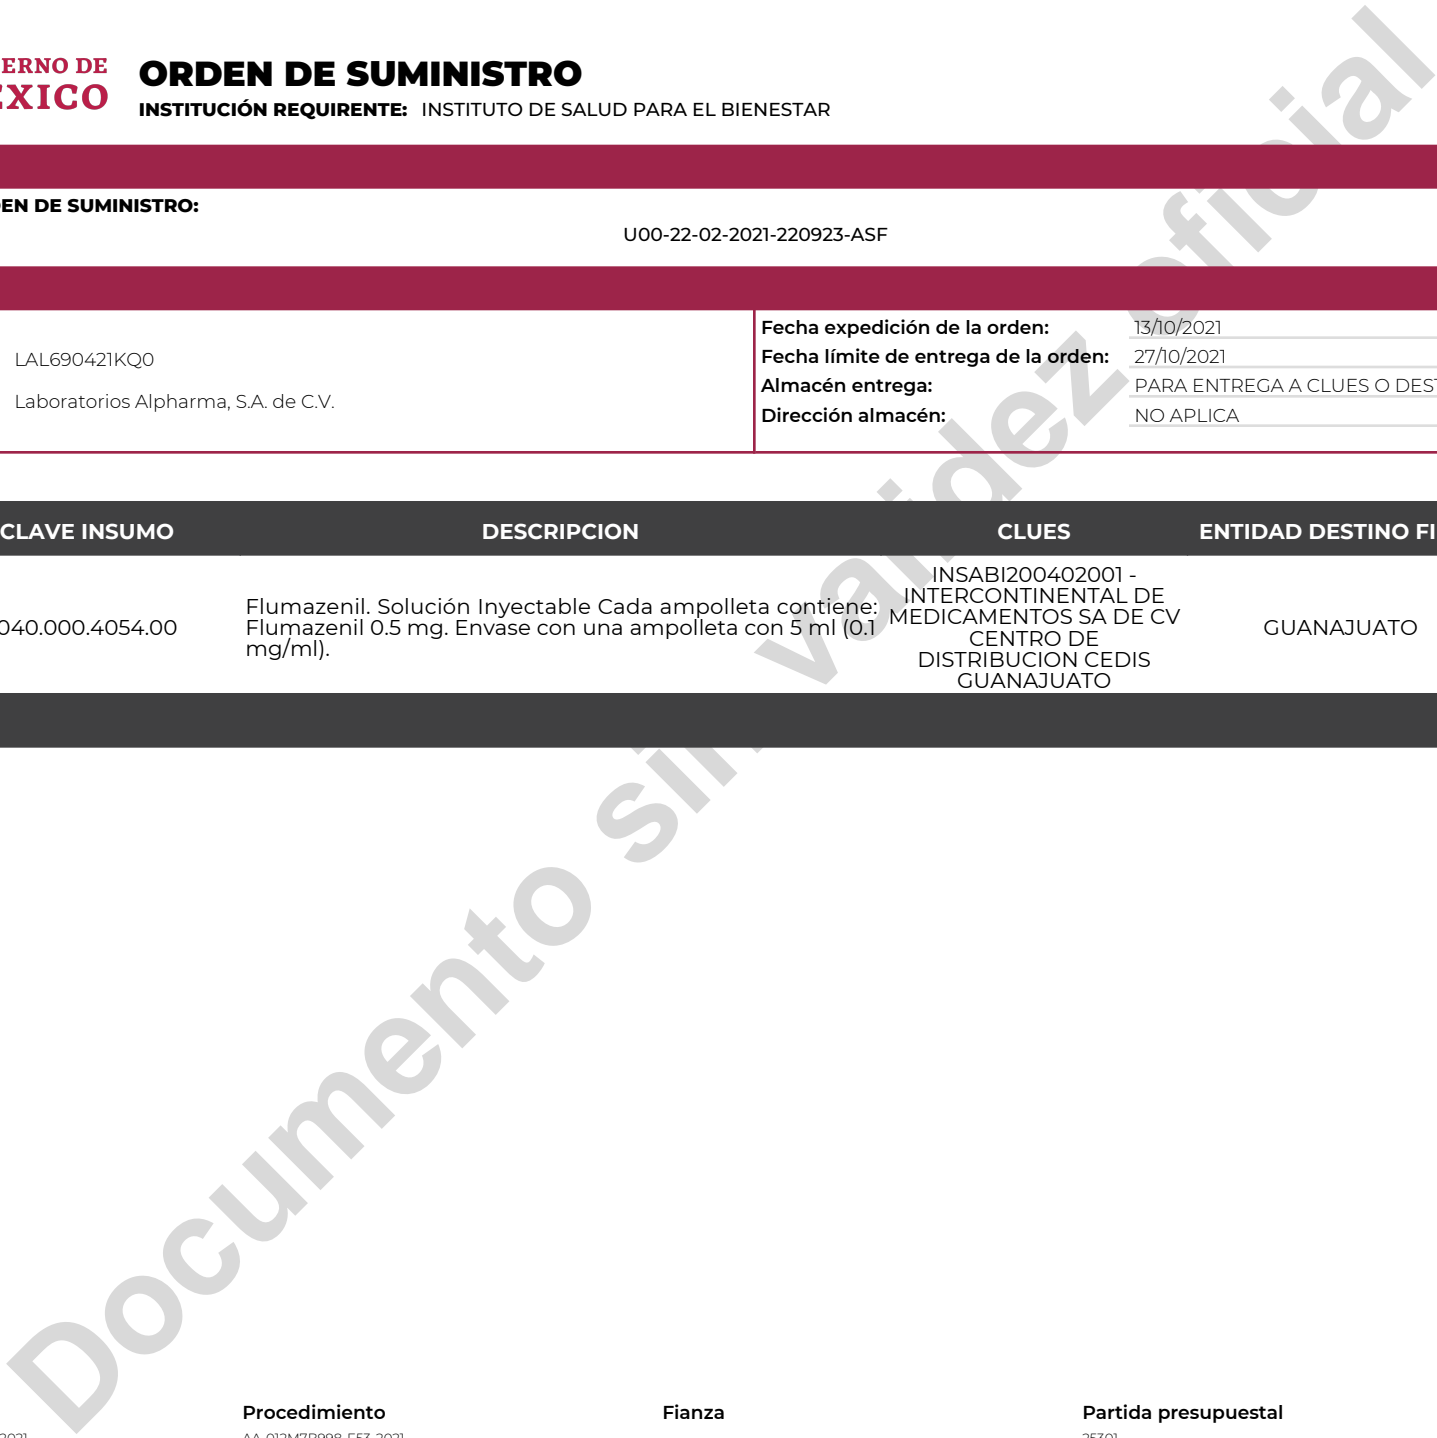 ERNO DE
EXICO
ORDEN DE SUMINISTRO
INSTITUCIÓN REQUIRENTE: INSTITUTO DE SALUD PARA EL BIENESTAR
EN DE SUMINISTRO:
U00-22-02-2021-220923-ASF
LAL690421KQ0
Laboratorios Alpharma, S.A. de C.V.
Fecha expedición de la orden: 13/10/2021
Fecha límite de entrega de la orden: 27/10/2021
Almacén entrega: PARA ENTREGA A CLUES O DEST
Dirección almacén: NO APLICA
CLAVE INSUMO DESCRIPCION CLUES ENTIDAD DESTINO FI
040.000.4054.00
Flumazenil. Solución Inyectable Cada ampolleta contiene:
Flumazenil 0.5 mg. Envase con una ampolleta con 5 ml (0.1
mg/ml).
INSABI200402001 -
INTERCONTINENTAL DE
MEDICAMENTOS SA DE CV
CENTRO DE
DISTRIBUCION CEDIS
GUANAJUATO
GUANAJUATO
Documento sin validez oficial
Procedimiento Fianza Partida presupuestal